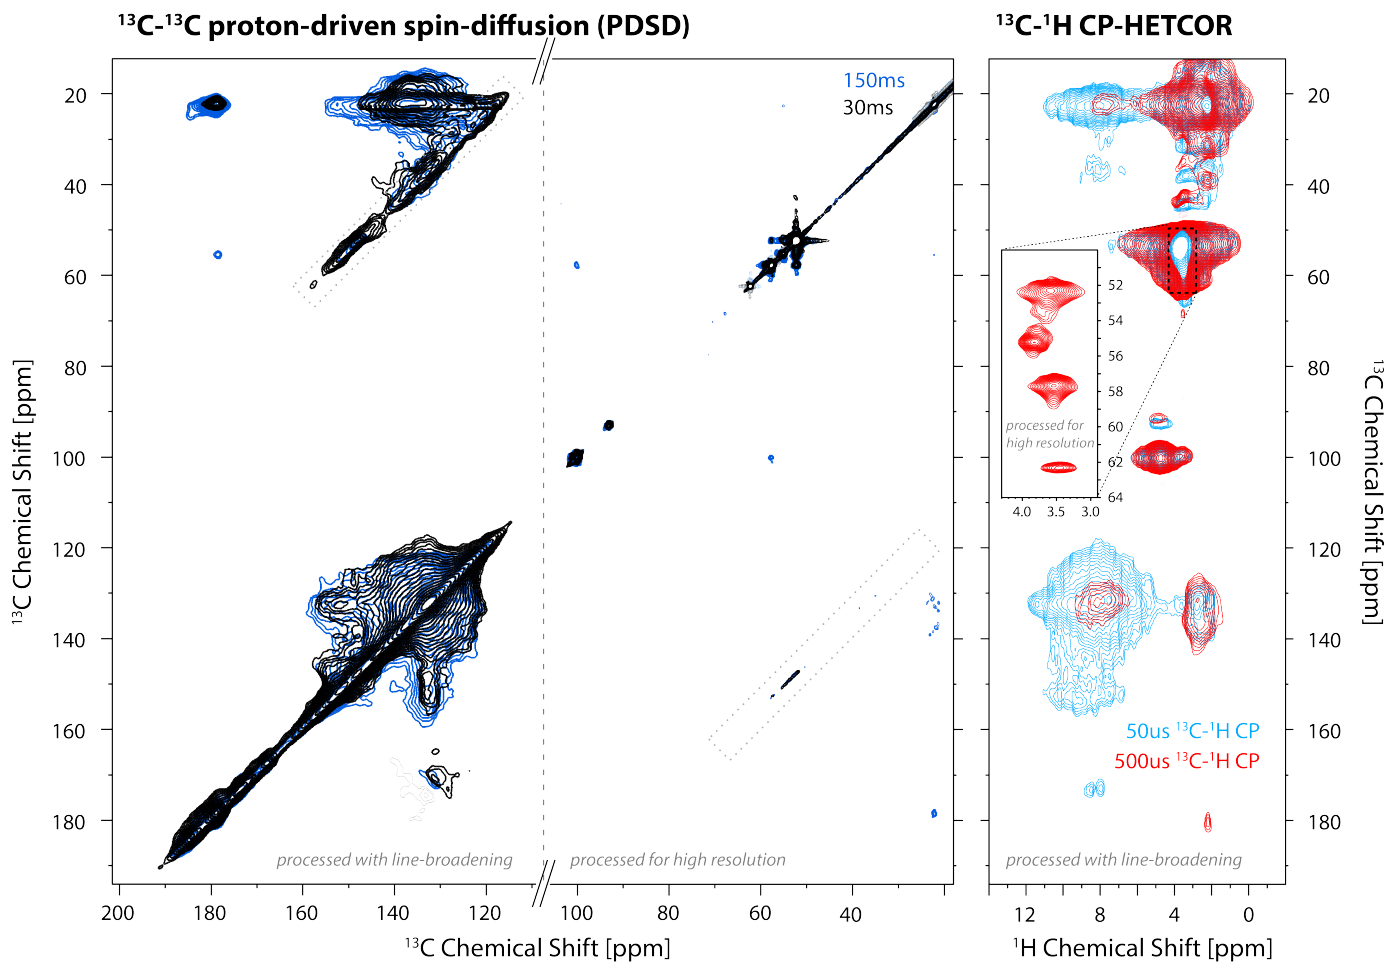 ¹³C-¹³C proton-driven spin-diffusion (PDSD)
¹³C-¹H CP-HETCOR
150ms
30ms
20
40
60
80
100
120
140
160
180
¹³C Chemical Shift [ppm]
processed with line-broadening
processed for high resolution
200
180
160
140
120
100
80
60
40
¹³C Chemical Shift [ppm]
52
54
56
58
60
62
64
processed for
high resolution
4.0
3.5
3.0
50us ¹³C-¹H CP
500us ¹³C-¹H CP
processed with line-broadening
20
40
60
80
100
120
140
160
180
¹³C Chemical Shift [ppm]
12
8
4
0
¹H Chemical Shift [ppm]